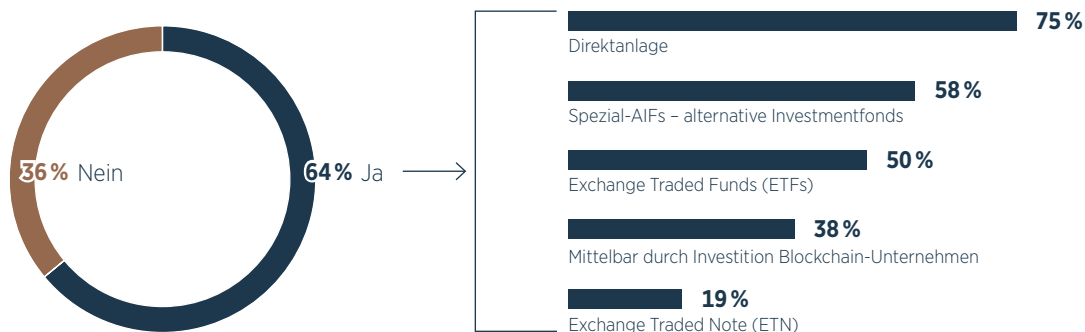 36 % Nein
64 % Ja
75 %
Direktanlage
58 %
Spezial-AIFs – alternative Investmentfonds
50 %
Exchange Traded Funds (ETFs)
38 %
Mittelbar durch Investition Blockchain-Unternehmen
19 %
Exchange Traded Note (ETN)